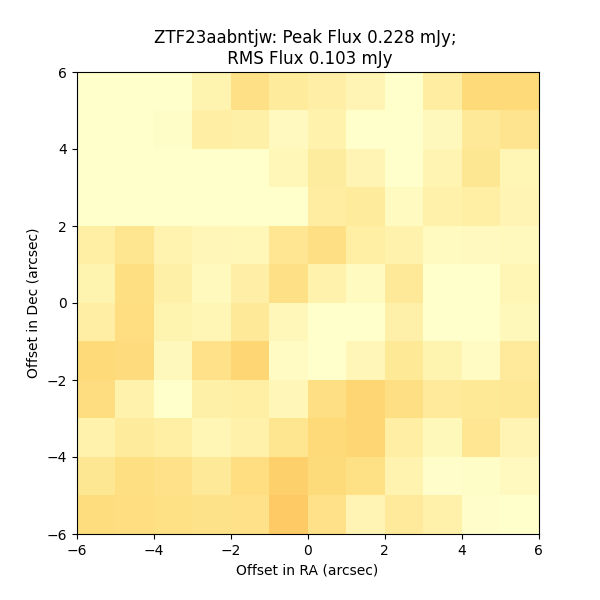 ZTF23aabntjw: Peak Flux 0.228 mJy;
RMS Flux 0.103 mJy
6
4
2
0
−2
−4
−6
Offset in Dec (arcsec)
−6 −4 −2 0 2 4 6
Offset in RA (arcsec)